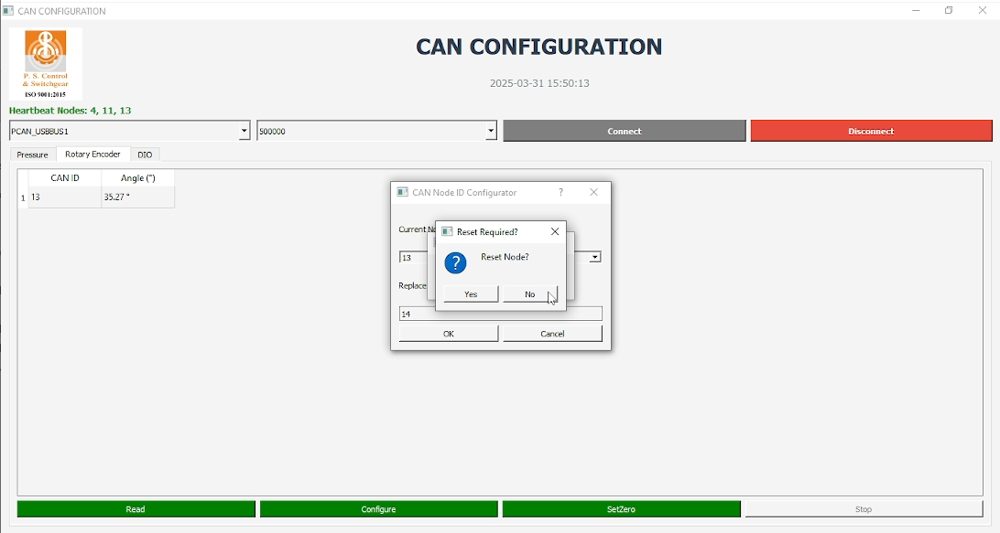 CAN CONFIGURATION
P. S. Control
& Switchgear
ISO 9001:2015
CAN CONFIGURATION
2025-03-31 15:50:13
Heartbeat Nodes: 4, 11, 13
PCAN_USBBUS1
500000
Connect
Disconnect
Pressure
Rotary Encoder
DIO
CAN ID
Angle (°)
1
13
35.27 °
CAN Node ID Configurator
?
Current No
13
Replace
14
OK
Cancel
Reset Required?
?
Reset Node?
Yes
No
Read
Configure
SetZero
Stop